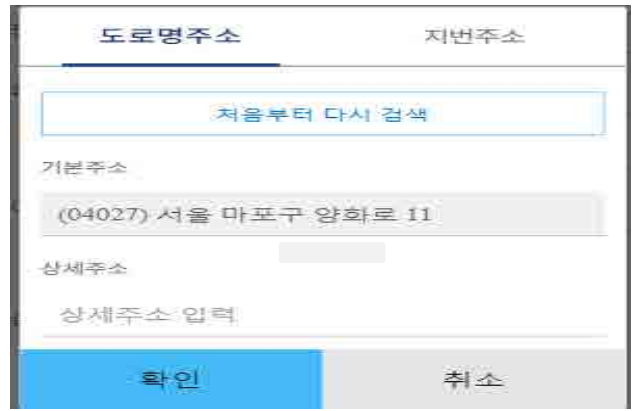 도로명주소 지번주소
처음부터 다시 검색
기본주소
(04027) 서울 마포구 양화로 11
상세주소
상세주소 입력
확인 취소